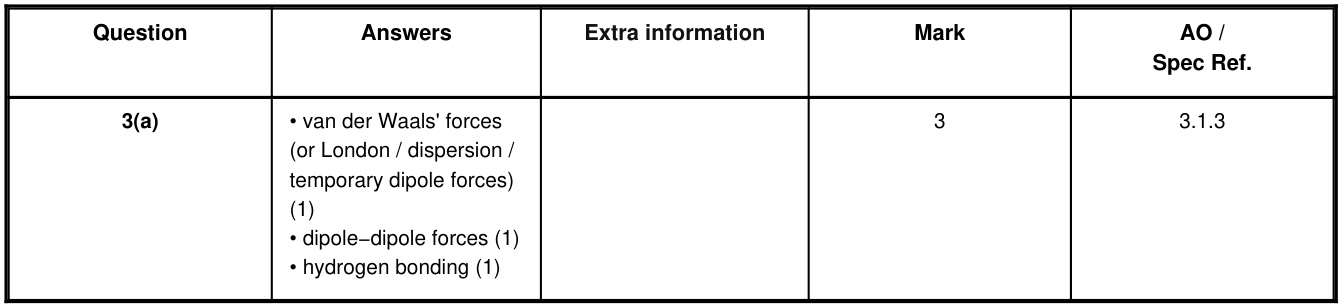 Question Answers Extra information Mark AO /
Spec Ref.
3(a) • van der Waals' forces 3 3.1.3
(or London / dispersion /
temporary dipole forces)
(1)
• dipole−dipole forces (1)
• hydrogen bonding (1)